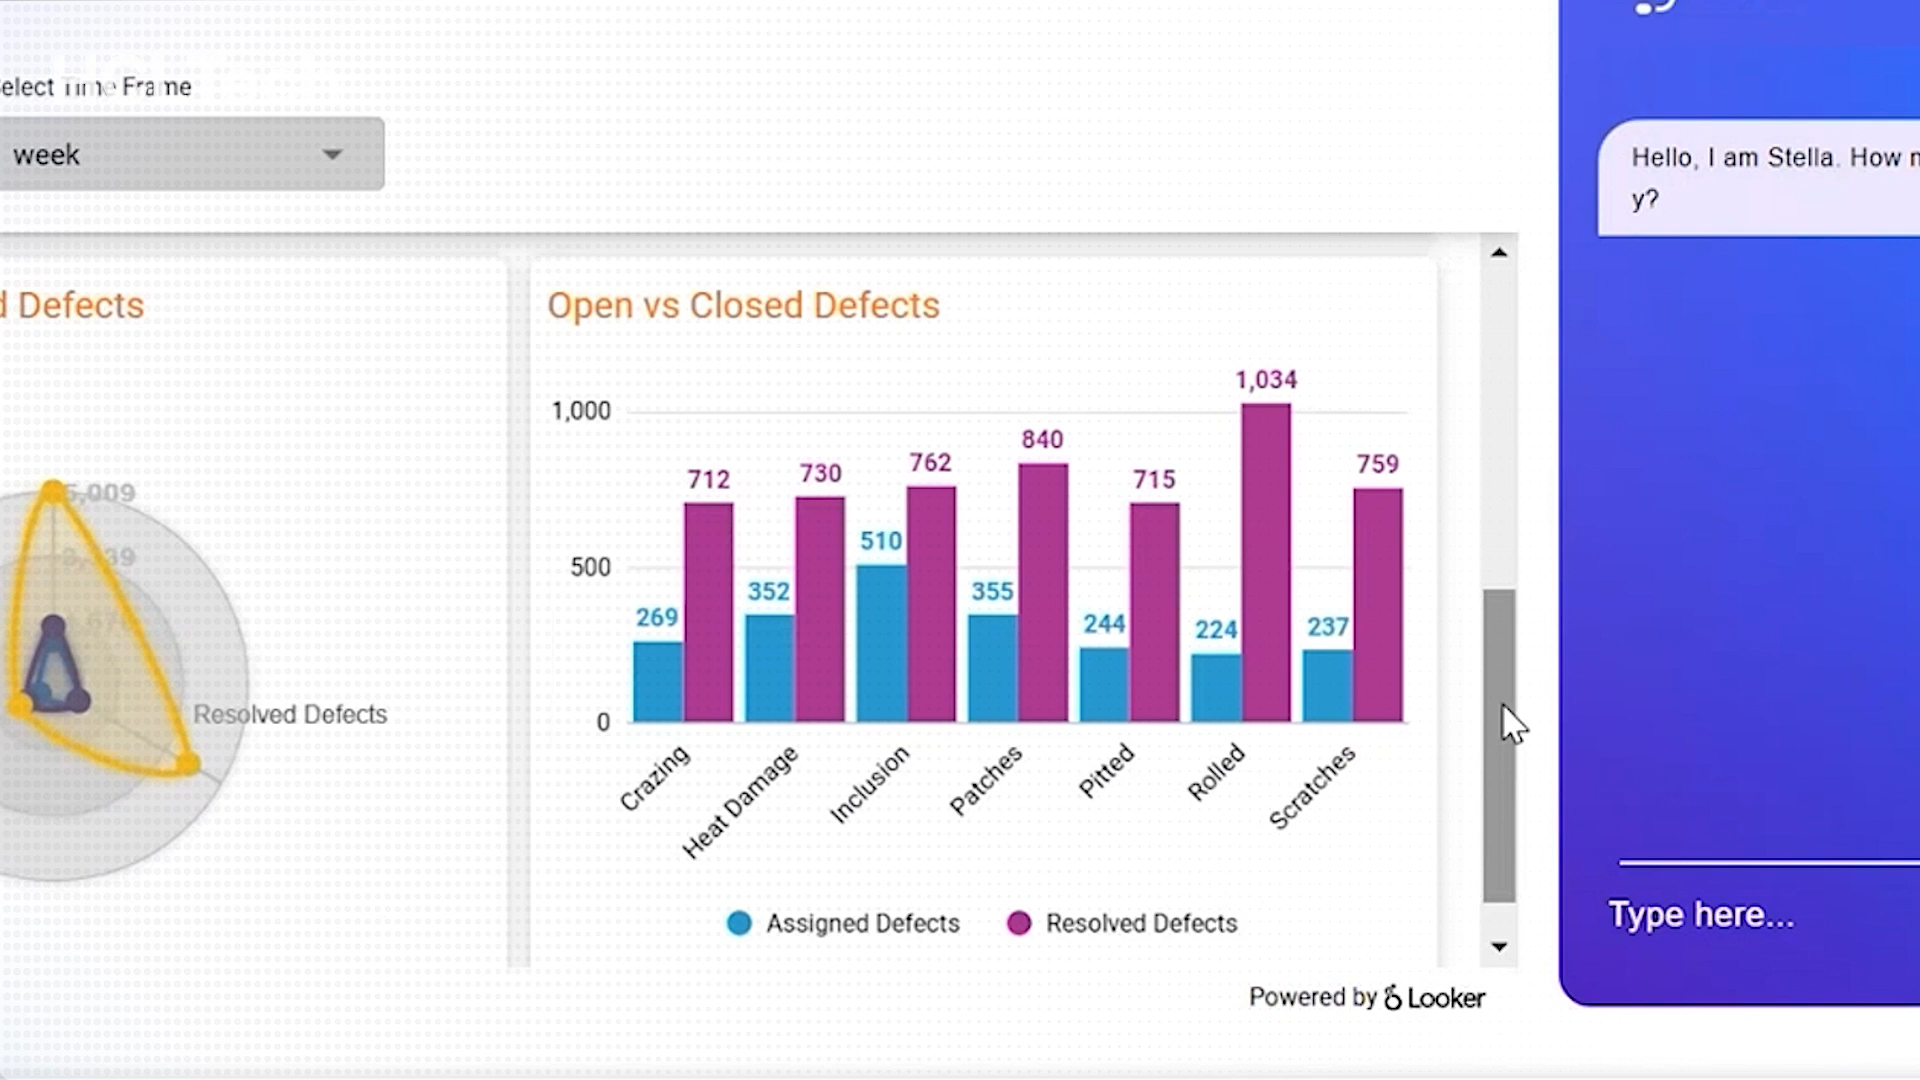 elect Time Frame
week
Hello, I am Stella. How
y?
d Defects
Open vs Closed Defects
1,034
1,000
840
712
730
762
715
759
510
500
269
352
355
244
224
237
0
5,009
Resolved Defects
Crazing
Heat Damage
Inclusion
Patches
Pitted
Rolled
Scratches
Assigned Defects
Resolved Defects
Type here...
Powered by Looker